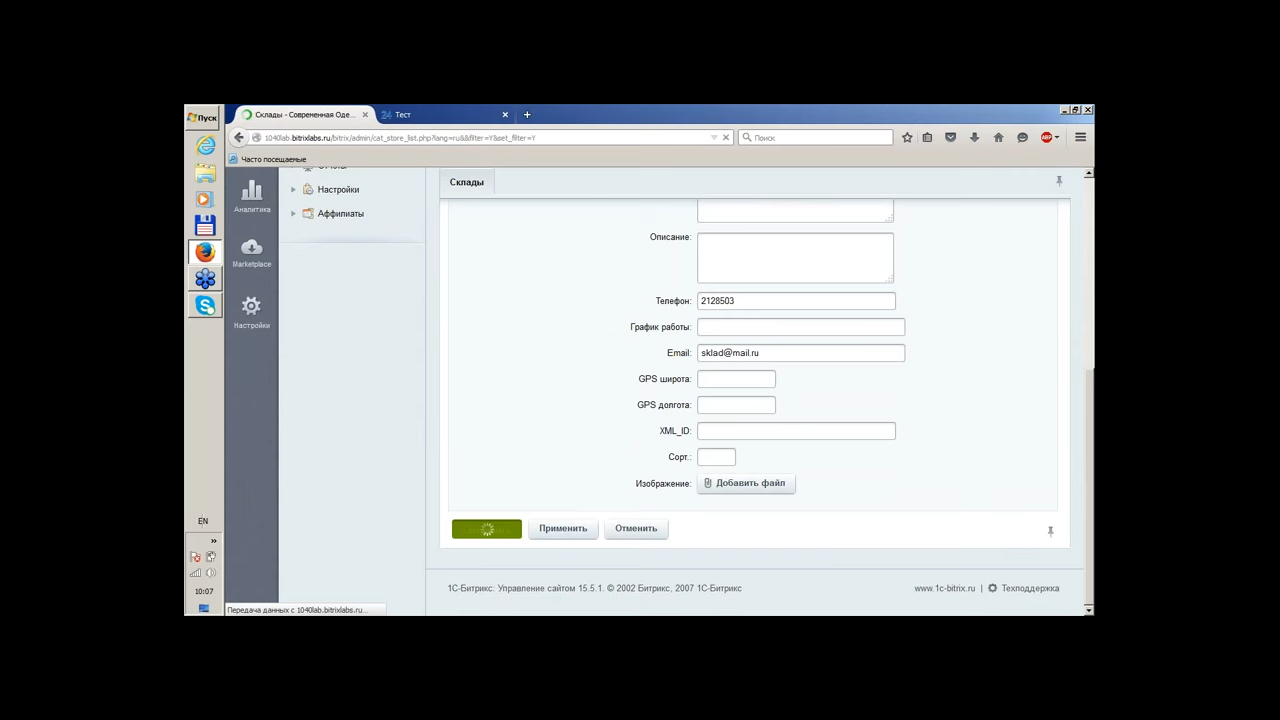 Пуск
Склады - Современная Оде...
24 Тест
1040lab.bitrixlabs.ru/bitrix/admin/cat_store_list.php?lang=ru&&filter=Y&set_filter=Y
Поиск
ABP
Часто посещаемые
Настройки
Аффилиаты
Аналитика
Marketplace
Настройки
Склады
Описание:
Телефон: 2128503
График работы:
Email: sklad@mail.ru
GPS широта:
GPS долгота:
XML_ID:
Сорт.:
Изображение: Добавить файл
Применить
Отменить
1С-Битрикс: Управление сайтом 15.5.1. © 2002 Битрикс, 2007 1С-Битрикс
www.1c-bitrix.ru | Техподдержка
EN
10:07
Передача данных с 1040lab.bitrixlabs.ru...